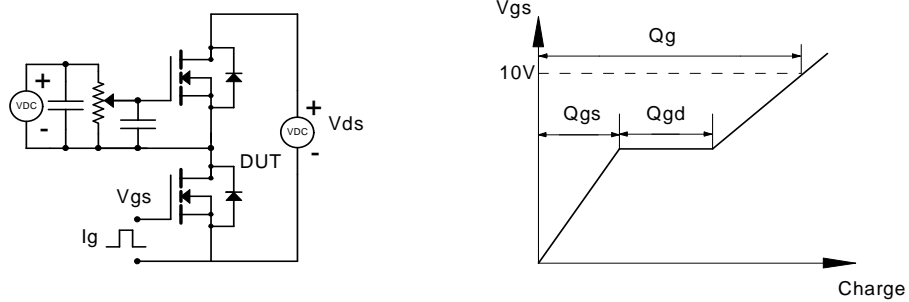 +
VDC
-
Vgs
Ig
DUT
+
VDC
Vds
-
Vgs
Qg
10V
Qgs
Qgd
Charge